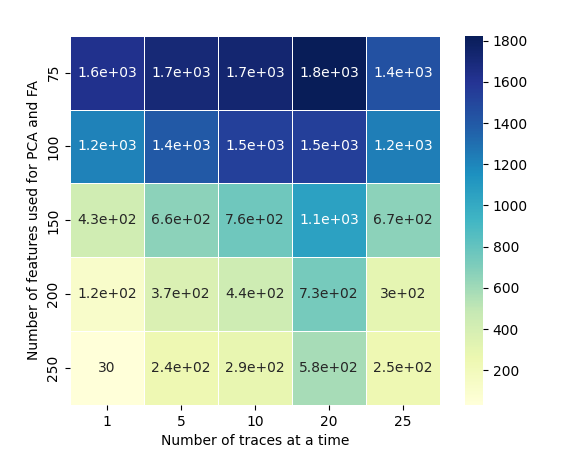 Number of features used for PCA and FA
75 1.6e+03 1.7e+03 1.7e+03 1.8e+03 1.4e+03
100 1.2e+03 1.4e+03 1.5e+03 1.5e+03 1.2e+03
150 4.3e+02 6.6e+02 7.6e+02 1.1e+03 6.7e+02
200 1.2e+02 3.7e+02 4.4e+02 7.3e+02 3e+02
250 30 2.4e+02 2.9e+02 5.8e+02 2.5e+02
1 5 10 20 25
Number of traces at a time
1800
1600
1400
1200
1000
800
600
400
200